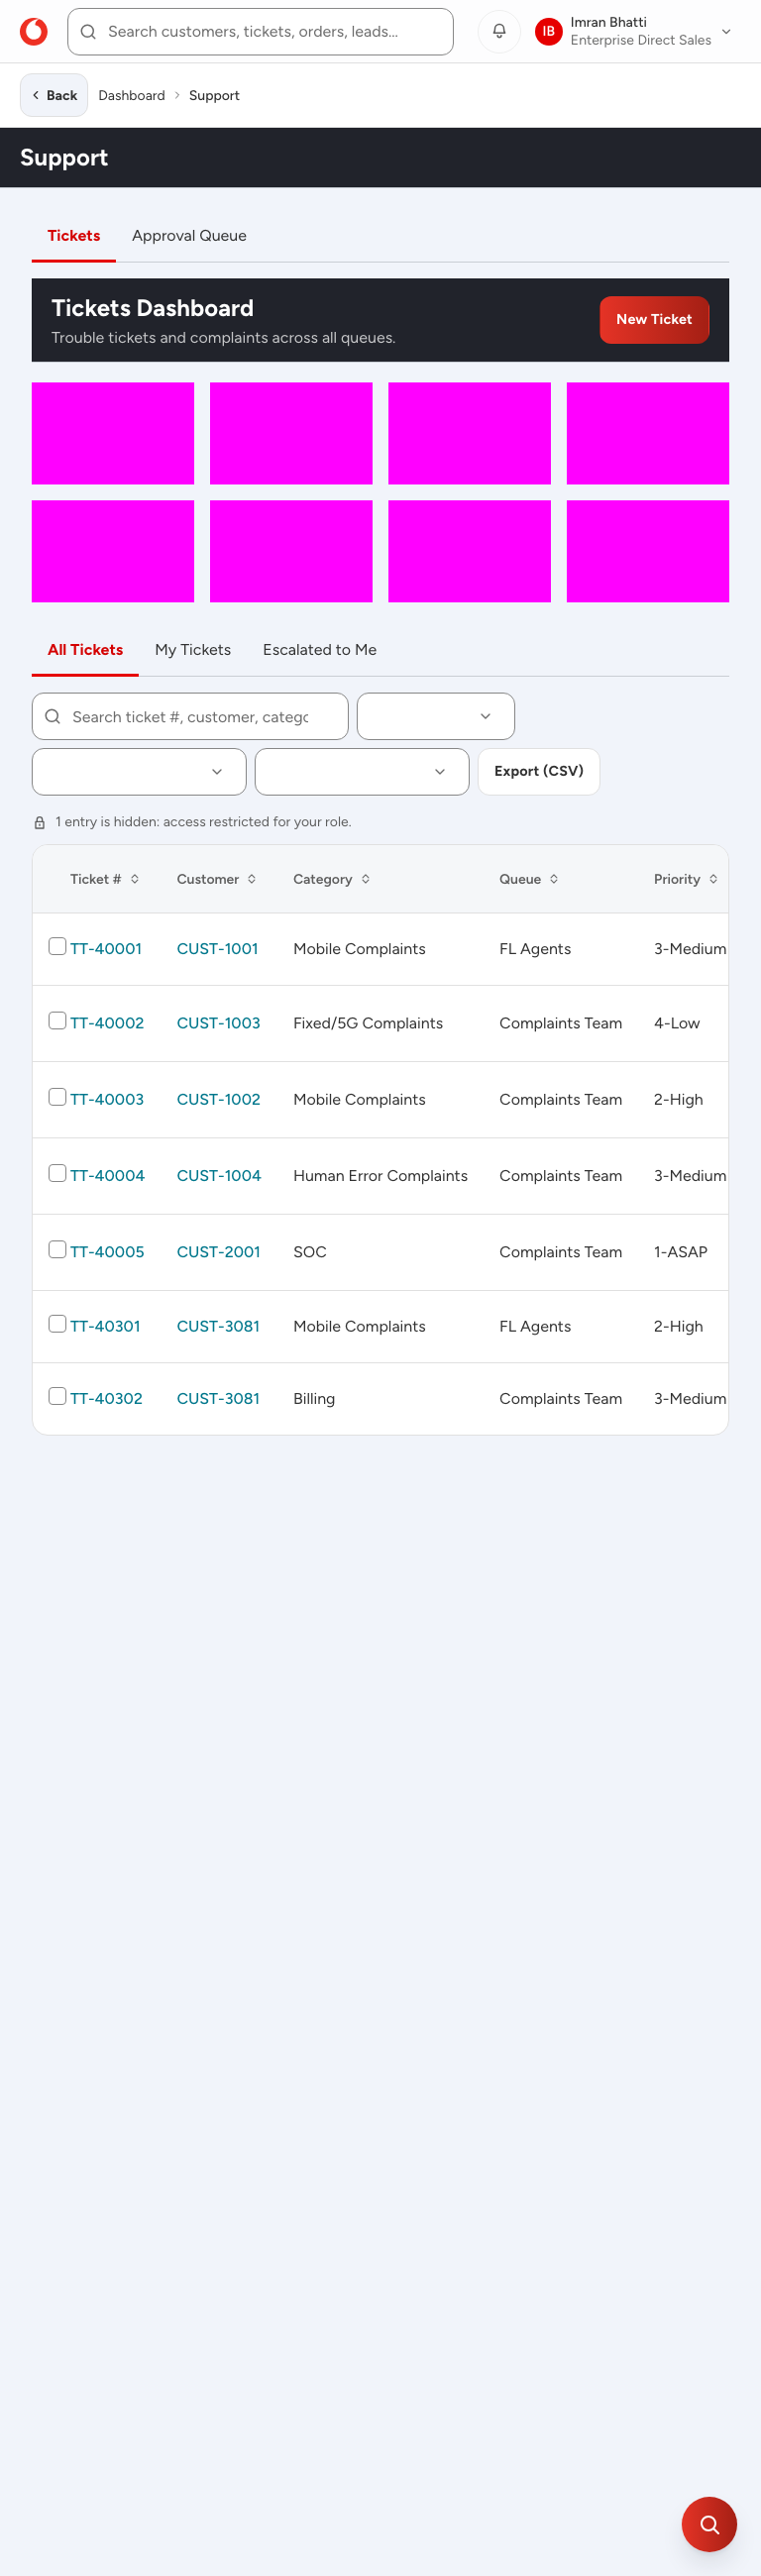 Search customers, tickets, orders, leads...
IB
Imran Bhatti
Enterprise Direct Sales
Back
Dashboard
Support
Support
Tickets
Approval Queue
Tickets Dashboard
Trouble tickets and complaints across all queues.
New Ticket
All Tickets
My Tickets
Escalated to Me
Search ticket #, customer, catego
Export (CSV)
1 entry is hidden: access restricted for your role.
Ticket # Customer Category Queue Priority
TT-40001 CUST-1001 Mobile Complaints FL Agents 3-Medium
TT-40002 CUST-1003 Fixed/5G Complaints Complaints Team 4-Low
TT-40003 CUST-1002 Mobile Complaints Complaints Team 2-High
TT-40004 CUST-1004 Human Error Complaints Complaints Team 3-Medium
TT-40005 CUST-2001 SOC Complaints Team 1-ASAP
TT-40301 CUST-3081 Mobile Complaints FL Agents 2-High
TT-40302 CUST-3081 Billing Complaints Team 3-Medium